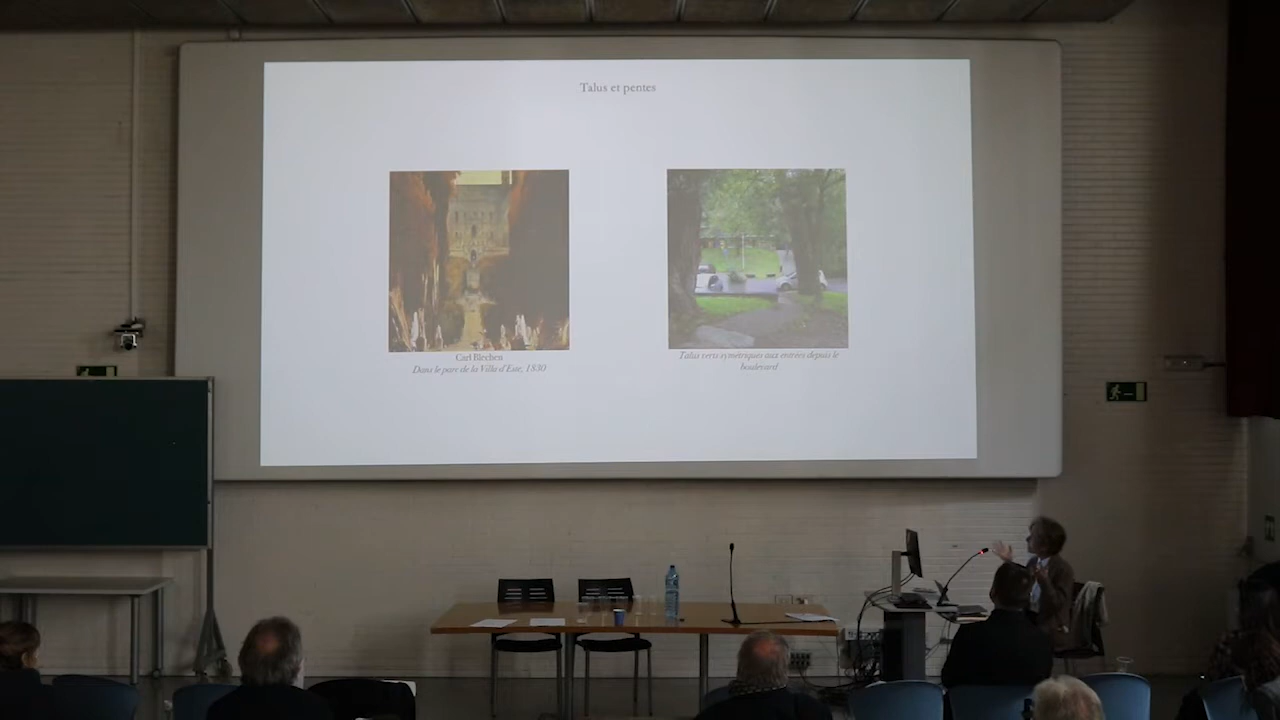 Talus et pentes
Carl Blechen
Dans le parc de la Villa d'Este, 1830
Talus verts symétriques aux entrées depuis le
boulevard